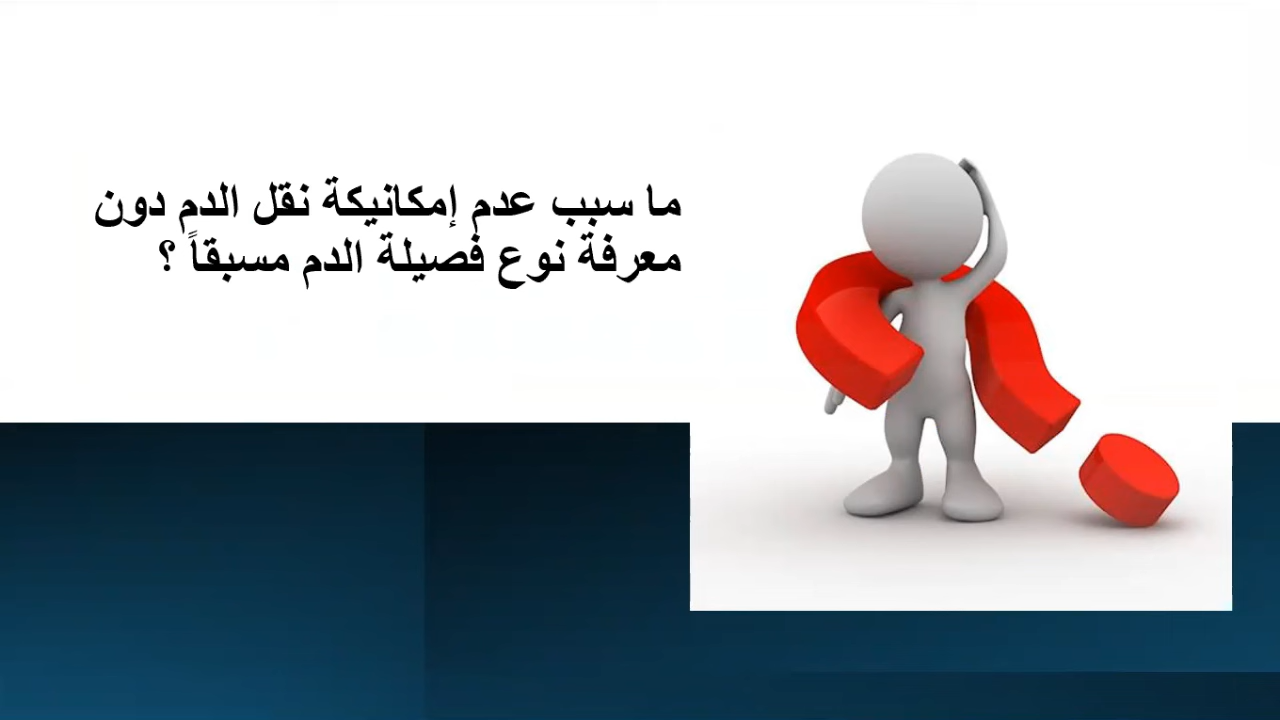 ما سبب عدم إمكانيكة نقل الدم دون
معرفة نوع فصيلة الدم مسبقاً ؟